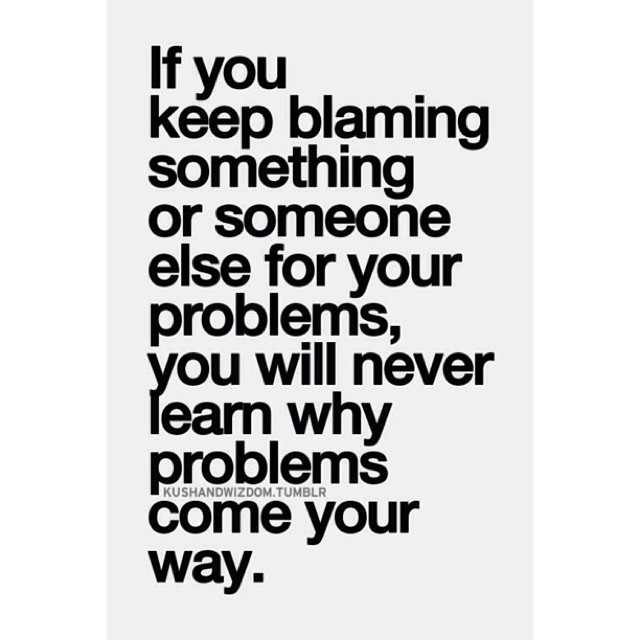 If you
keep blaming
something
or someone
else for your
problems,
you will never
learn why
problems
KUSHANDWIZDOM.TUMBLR
come your
way.